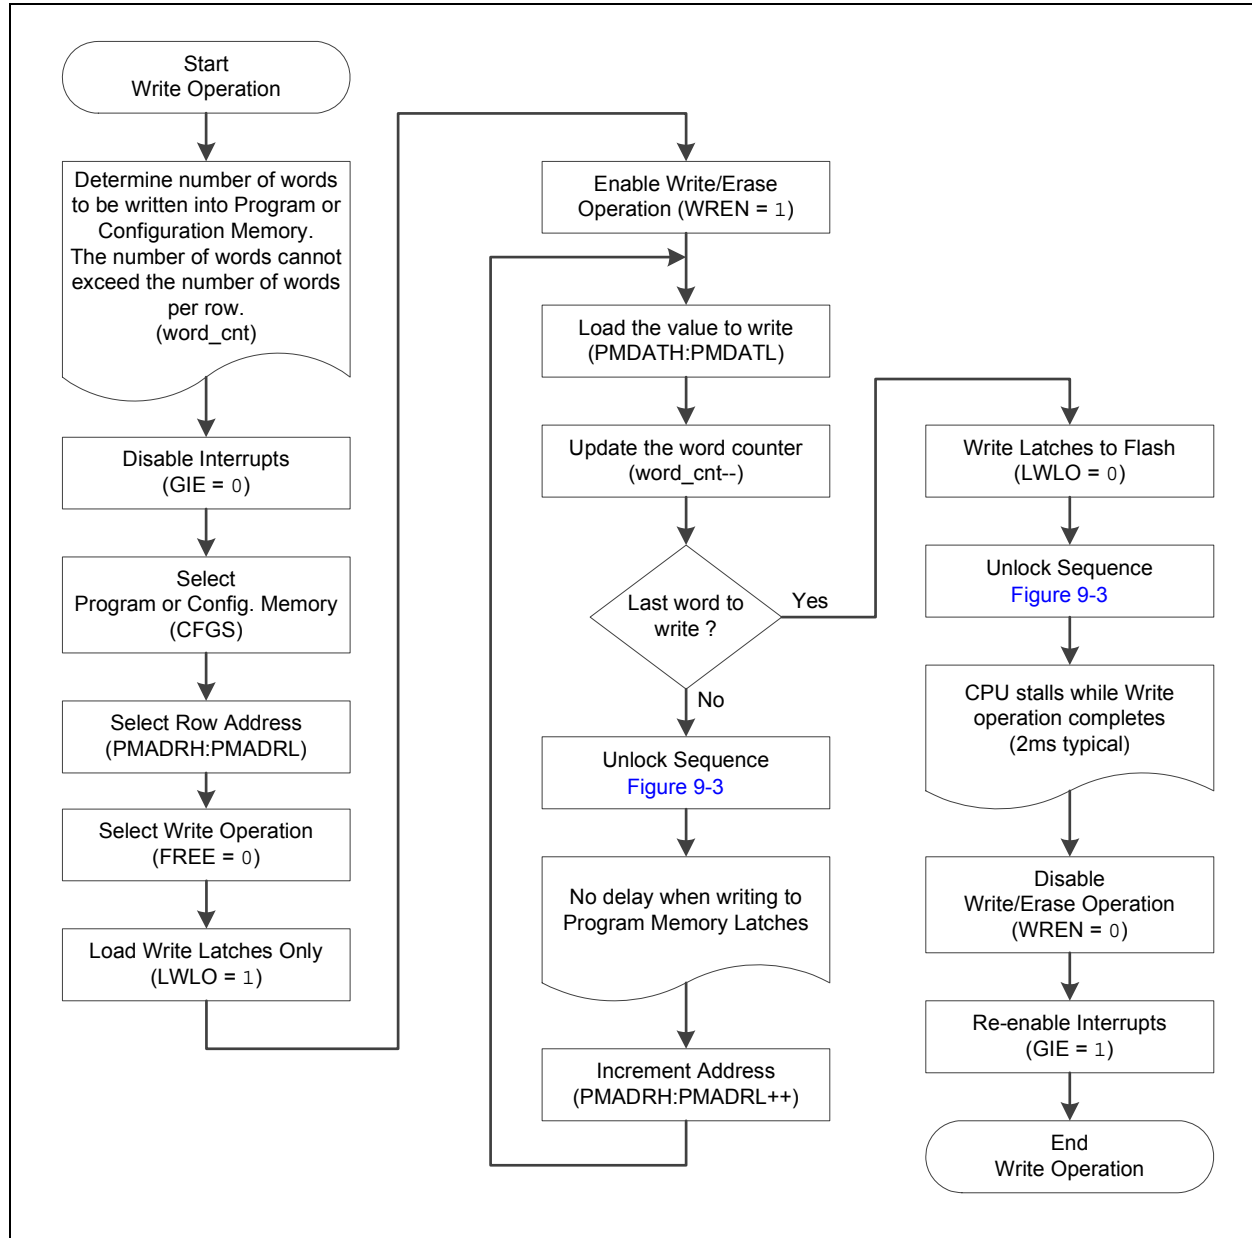 Start
Write Operation
Determine number of words
to be written into Program or
Configuration Memory.
The number of words cannot
exceed the number of words
per row.
(word_cnt)
Disable Interrupts
(GIE = 0)
Select
Program or Config. Memory
(CFGS)
Select Row Address
(PMADRH:PMADRL)
Select Write Operation
(FREE = 0)
Load Write Latches Only
(LWLO = 1)
Enable Write/Erase
Operation (WREN = 1)
Load the value to write
(PMDATH:PMDATL)
Update the word counter
(word_cnt--)
Last word to
write ?
Yes
No
Unlock Sequence
Figure 9-3
No delay when writing to
Program Memory Latches
Increment Address
(PMADRH:PMADRL++)
Write Latches to Flash
(LWLO = 0)
Unlock Sequence
Figure 9-3
CPU stalls while Write
operation completes
(2ms typical)
Disable
Write/Erase Operation
(WREN = 0)
Re-enable Interrupts
(GIE = 1)
End
Write Operation